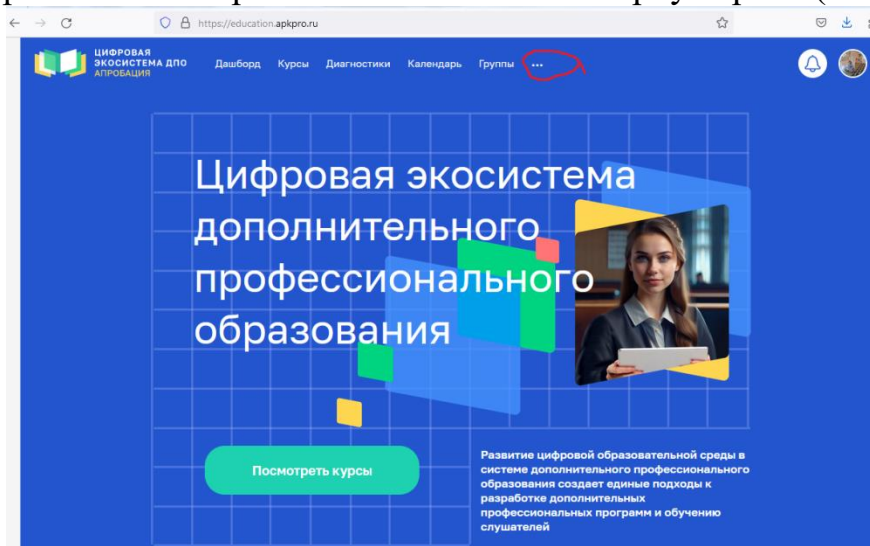 https://education.apkpro.ru
ЦИФРОВАЯ
ЭКОСИСТЕМА ДПО
АПРОБАЦИЯ
Дашборд Курсы Диагностики Календарь Группы ...
Цифровая экосистема
дополнительного
профессионального
образования
Посмотреть курсы
Развитие цифровой образовательной среды в
системе дополнительного профессионального
образования создает единые подходы к
разработке дополнительных
профессиональных программ и обучению
слушателей